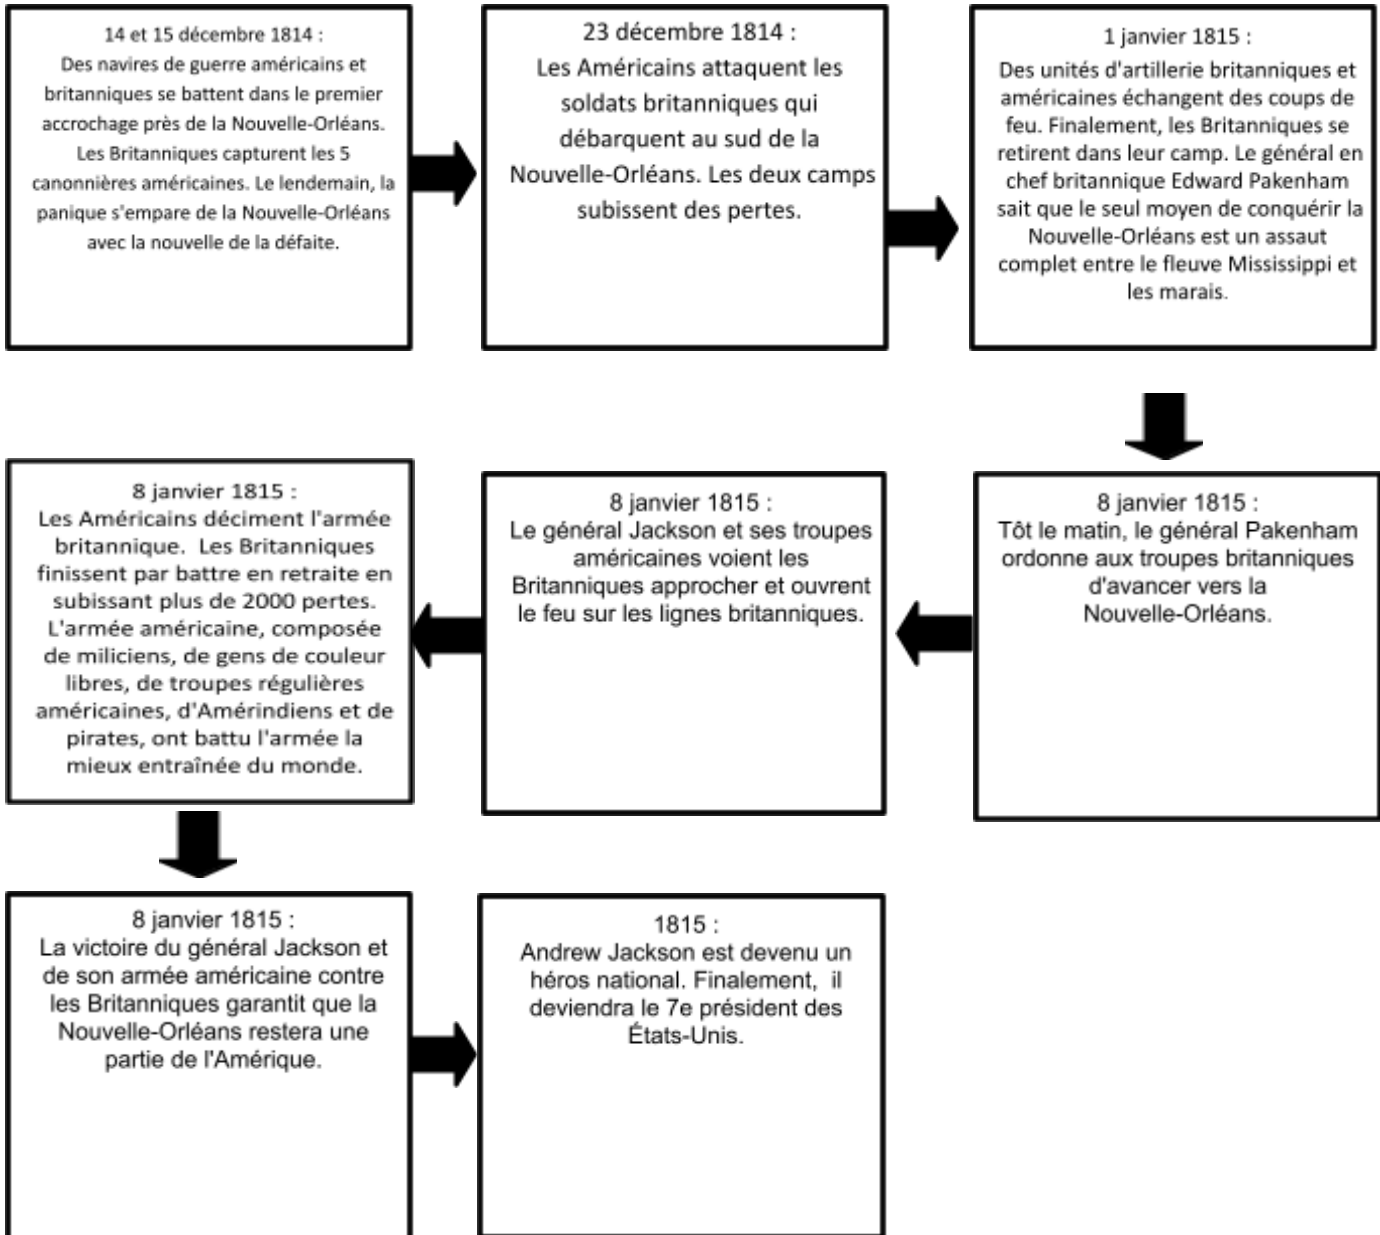 14 et 15 décembre 1814 :
Des navires de guerre américains et
britanniques se battent dans le premier
accrochage près de la Nouvelle-Orléans.
Les Britanniques capturent les 5
canonnières américaines. Le lendemain, la
panique s'empare de la Nouvelle-Orléans
avec la nouvelle de la défaite.
23 décembre 1814 :
Les Américains attaquent les
soldats britanniques qui
débarquent au sud de la
Nouvelle-Orléans. Les deux camps
subissent des pertes.
1 janvier 1815 :
Des unités d'artillerie britanniques et
américaines échangent des coups de
feu. Finalement, les Britanniques se
retirent dans leur camp. Le général en
chef britannique Edward Pakenham
sait que le seul moyen de conquérir la
Nouvelle-Orléans est un assaut
complet entre le fleuve Mississippi et
les marais.
8 janvier 1815 :
Tôt le matin, le général Pakenham
ordonne aux troupes britanniques
d'avancer vers la
Nouvelle-Orléans.
8 janvier 1815 :
Le général Jackson et ses troupes
américaines voient les
Britanniques approcher et ouvrent
le feu sur les lignes britanniques.
8 janvier 1815 :
Les Américains déciment l'armée
britannique.  Les Britanniques
finissent par battre en retraite en
subissant plus de 2000 pertes.
L'armée américaine, composée
de miliciens, de gens de couleur
libres, de troupes régulières
américaines, d'Amérindiens et de
pirates, ont battu l'armée la
mieux entraînée du monde.
8 janvier 1815 :
La victoire du général Jackson et
de son armée américaine contre
les Britanniques garantit que la
Nouvelle-Orléans restera une
partie de l'Amérique.
1815 :
Andrew Jackson est devenu un
héros national. Finalement,  il
deviendra le 7e président des
États-Unis.